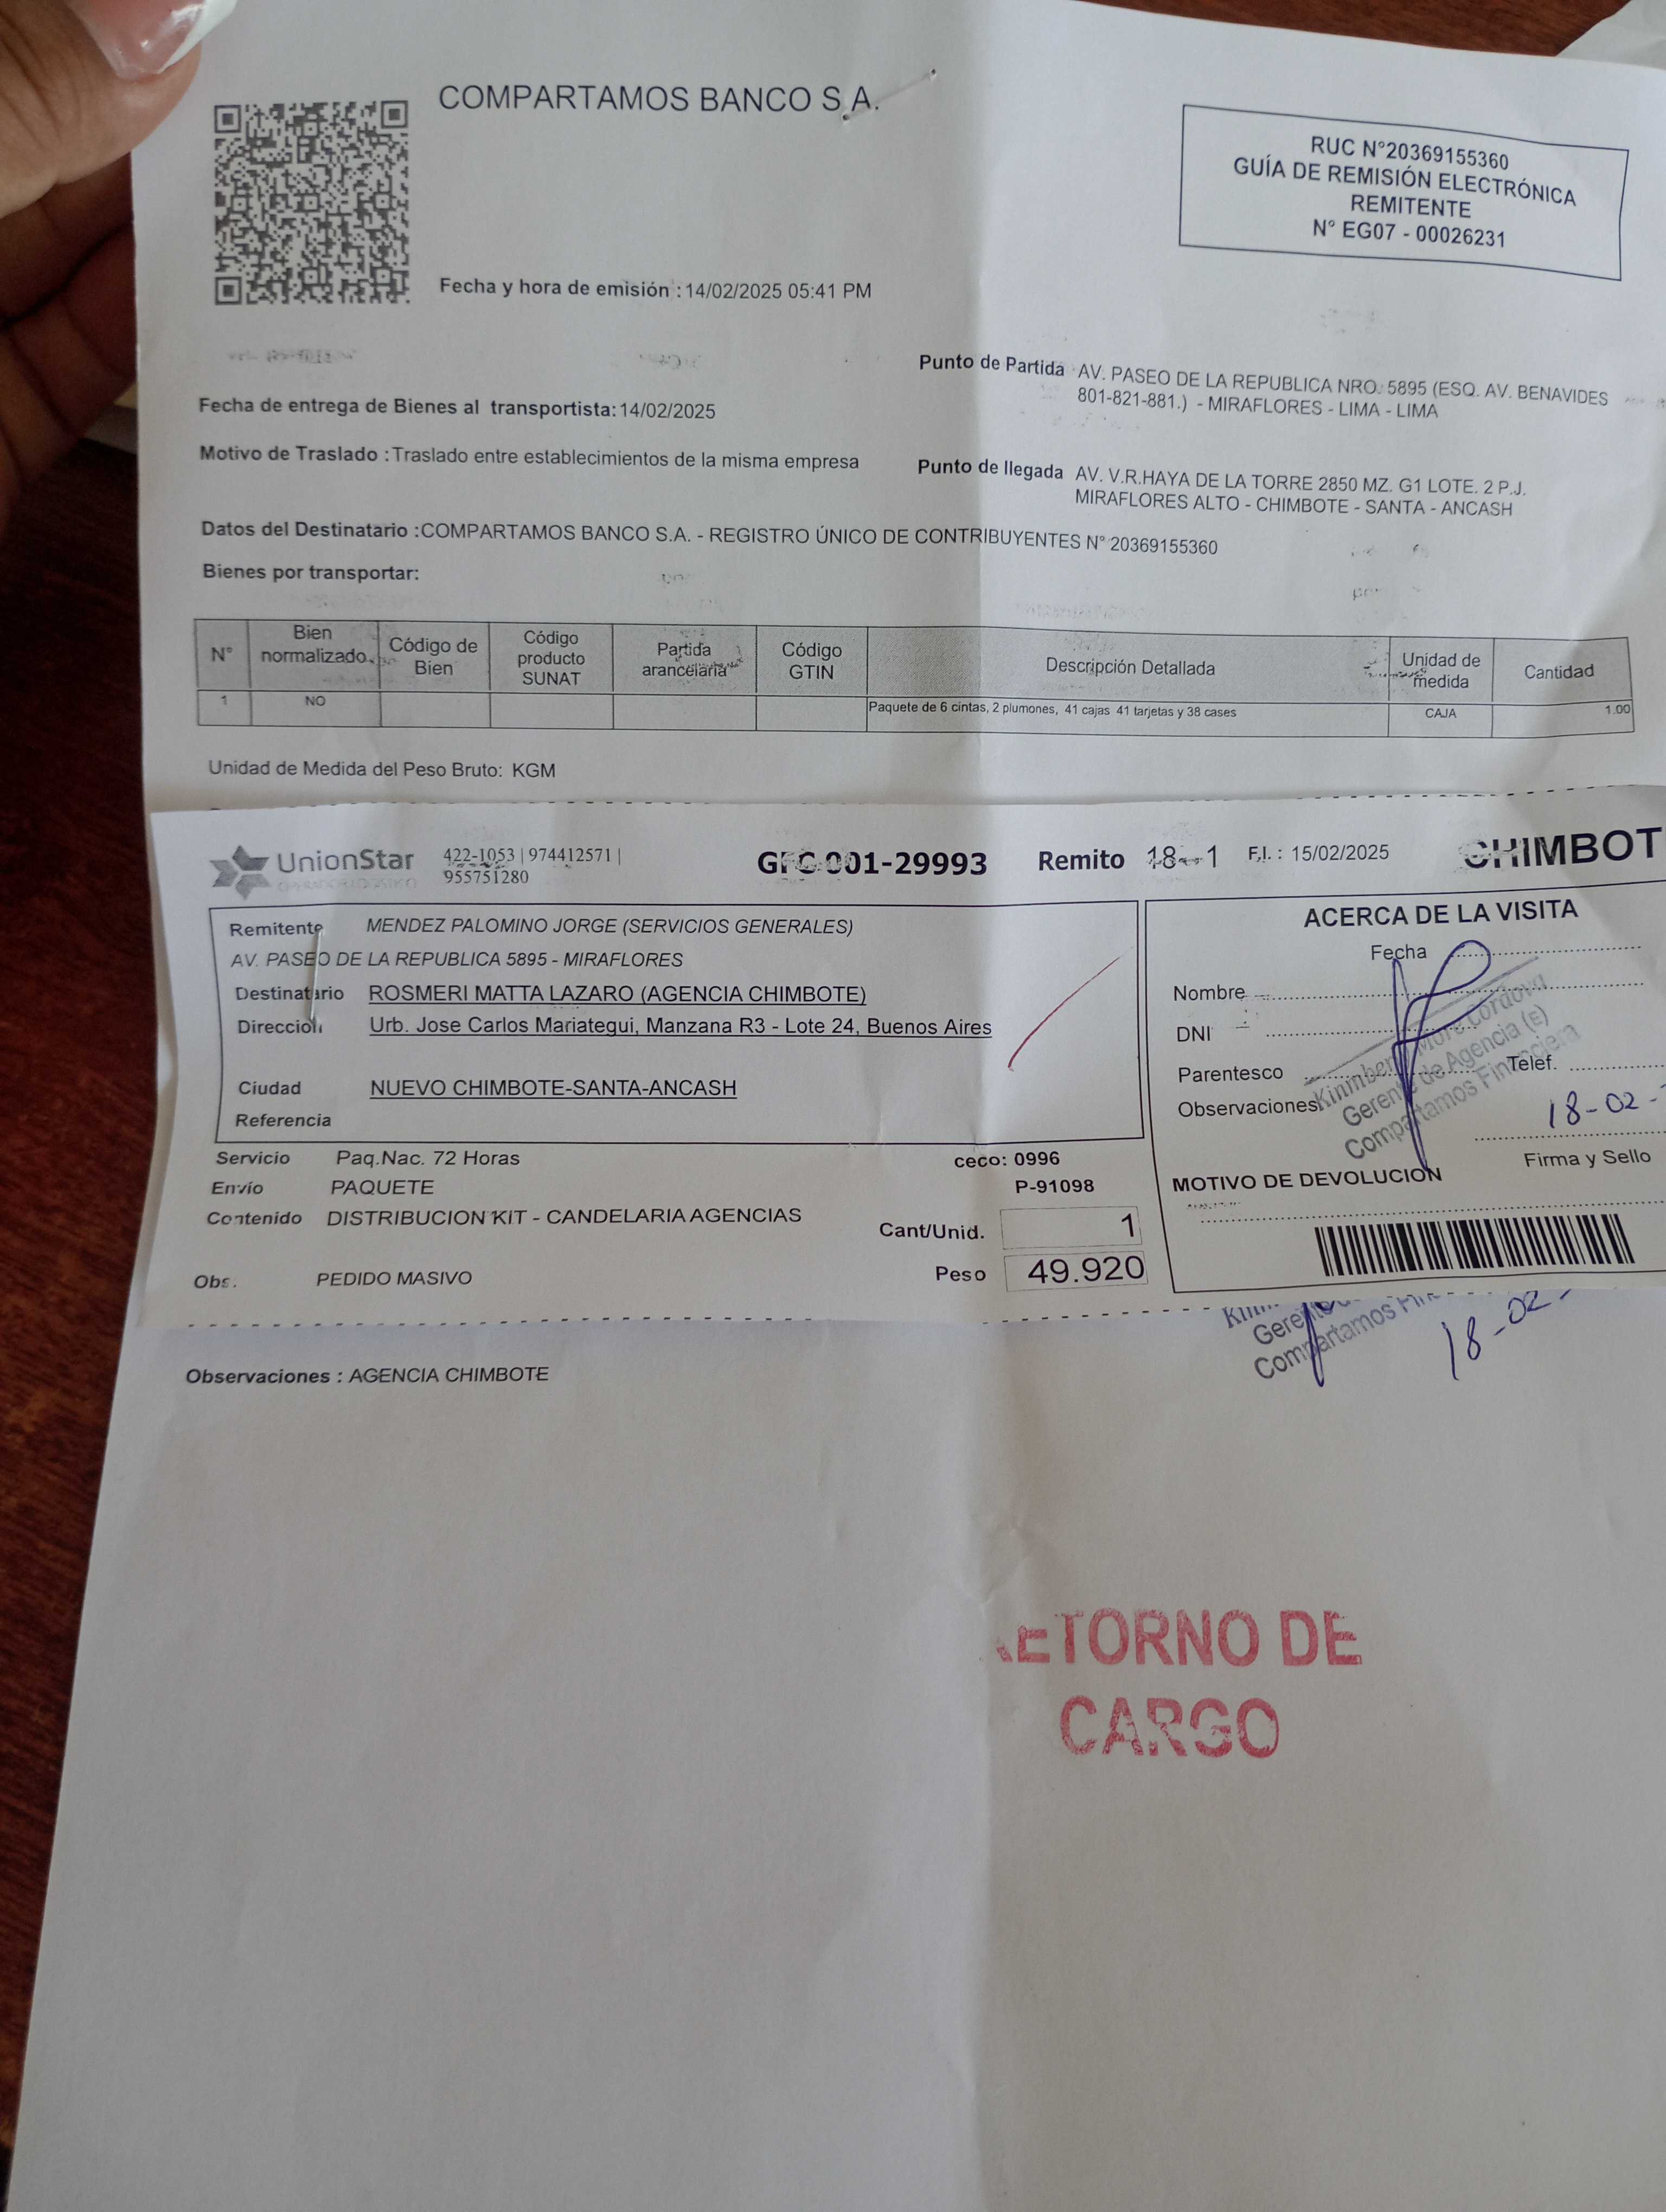 COMPARTAMOS BANCO S.A.
RUC N°20369155360
GUÍA DE REMISIÓN ELECTRÓNICA
REMITENTE
N° EG07 - 00026231
Fecha y hora de emisión : 14/02/2025 05:41 PM
Punto de Partida AV. PASEO DE LA REPUBLICA NRO. 5895 (ESQ. AV. BENAVIDES
801-821-881.) - MIRAFLORES - LIMA - LIMA
Fecha de entrega de Bienes al transportista: 14/02/2025
Motivo de Traslado : Traslado entre establecimientos de la misma empresa
Punto de llegada AV. V.R.HAYA DE LA TORRE 2850 MZ. G1 LOTE. 2 P.J.
MIRAFLORES ALTO - CHIMBOTE - SANTA - ANCASH
Datos del Destinatario : COMPARTAMOS BANCO S.A. - REGISTRO ÚNICO DE CONTRIBUYENTES N° 20369155360
Bienes por transportar:
N° Bien normalizado Código de Bien Código producto SUNAT Partida arancelaria Código GTIN Descripción Detallada Unidad de medida Cantidad
1 NO Paquete de 6 cintas, 2 plumones, 41 cajas 41 tarjetas y 38 cases CAJA 1.00
Unidad de Medida del Peso Bruto: KGM
UnionStar 422-1053 | 974412571 |
955751280
001-29993 Remito F.I. : 15/02/2025 CHIMBOT
Remitente MENDEZ PALOMINO JORGE (SERVICIOS GENERALES)
AV. PASEO DE LA REPUBLICA 5895 - MIRAFLORES
Destinatario ROSMERI MATTA LAZARO (AGENCIA CHIMBOTE)
Dirección Urb. Jose Carlos Mariategui, Manzana R3 - Lote 24, Buenos Aires
Ciudad NUEVO CHIMBOTE-SANTA-ANCASH
Referencia
Servicio Paq.Nac. 72 Horas
ceco: 0996
Envío PAQUETE
P-91098
Contenido DISTRIBUCION KIT - CANDELARIA AGENCIAS
Cant/Unid. 1
Obs. PEDIDO MASIVO
Peso 49.920
ACERCA DE LA VISITA
Fecha
Nombre
DNI
Parentesco Telef.
Observaciones
Kimberly More Cordova
Gerente de Agencia (e)
Compartamos Financiera
18-02-
Firma y Sello
MOTIVO DE DEVOLUCION
Gerente
Compartamos
18-02-
Observaciones : AGENCIA CHIMBOTE
RETORNO DE
CARGO